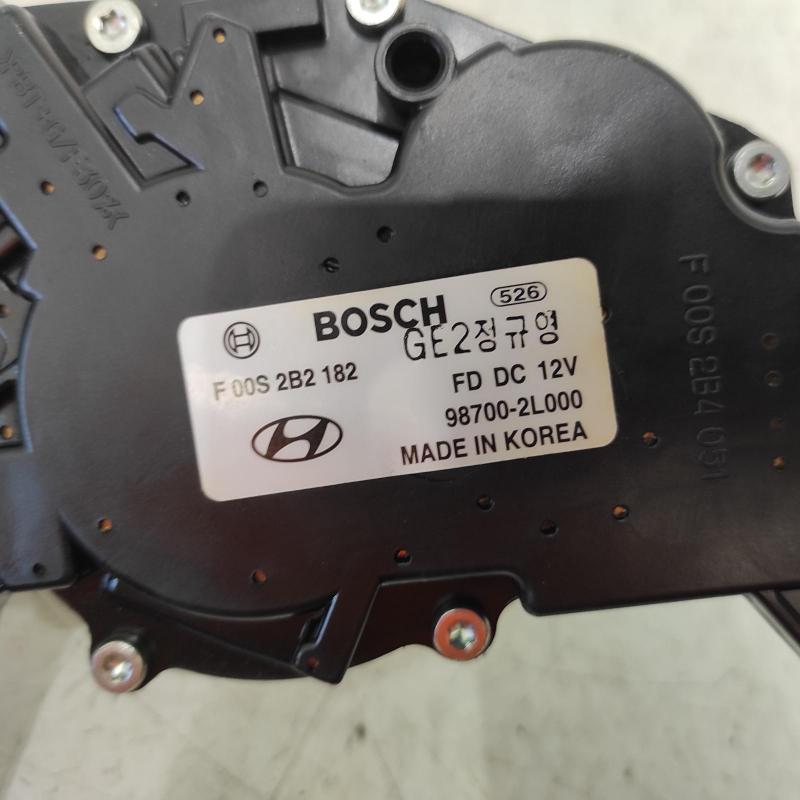 BOSCH 526
GE2정규영
F 00S 2B2 182
FD DC 12V
98700-2L000
MADE IN KOREA
F 00S 2B4 051